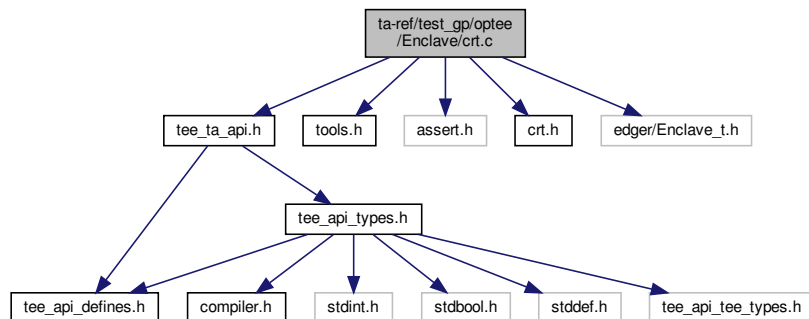 ta-ref/test_gp/optee
/Enclave/crt.c
tee_ta_api.h
tools.h
assert.h
crt.h
edger/Enclave_t.h
tee_api_types.h
tee_api_defines.h
compiler.h
stdint.h
stdbool.h
stddef.h
tee_api_tee_types.h